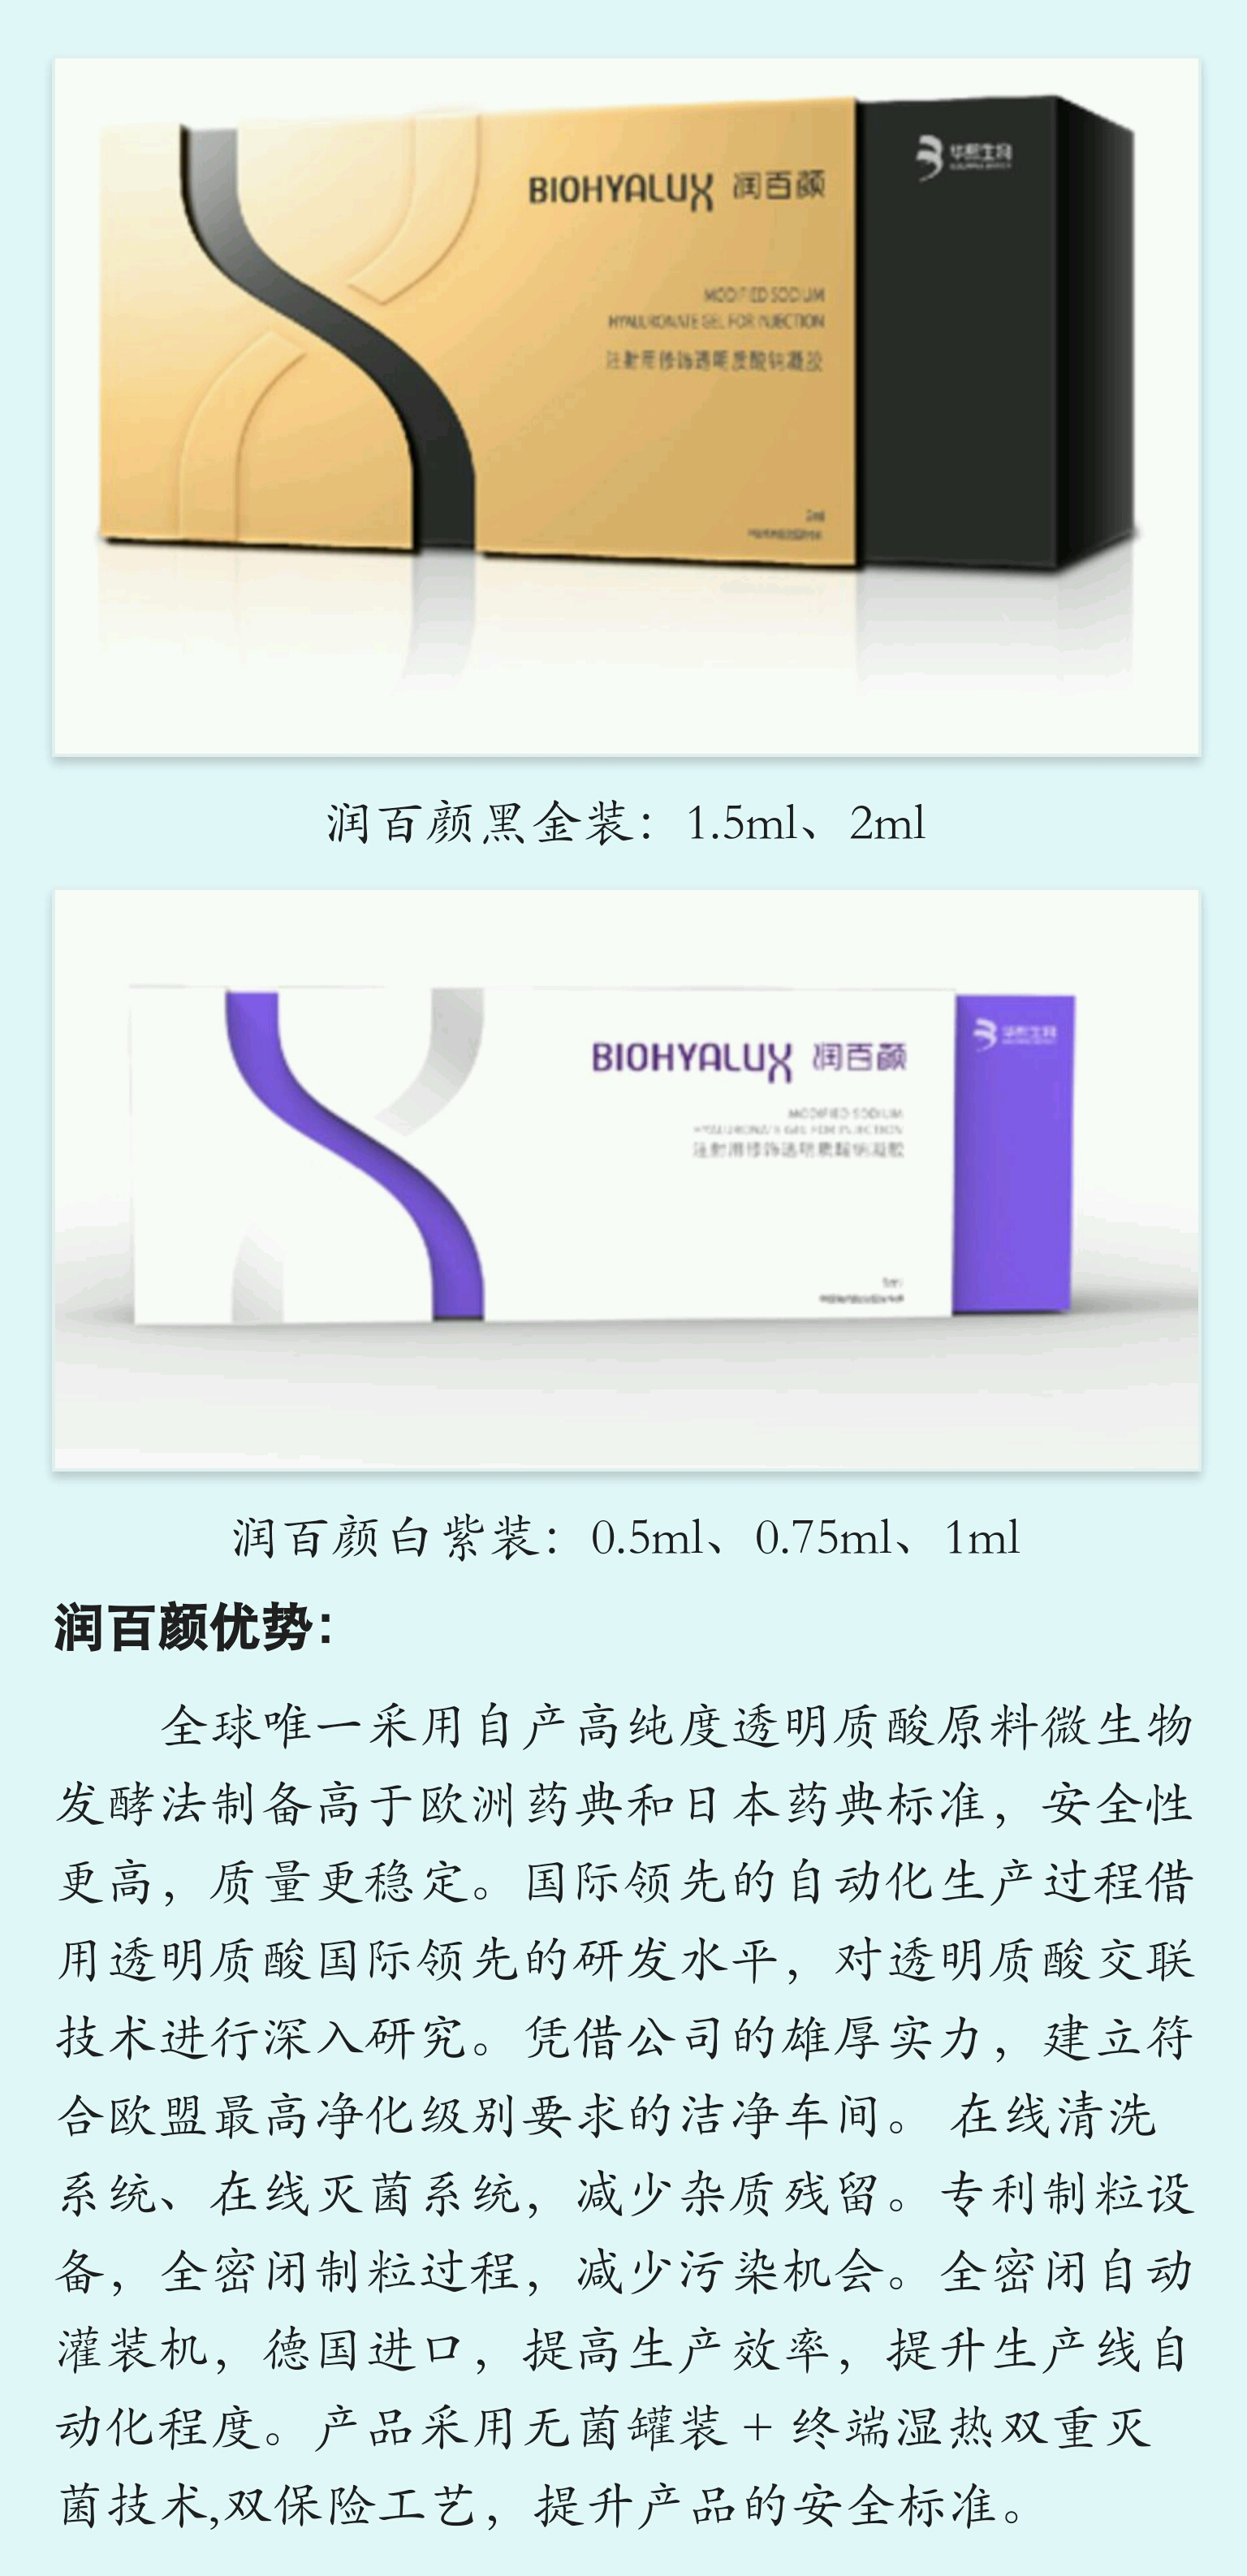 BIOHYALUX 润百颜
华熙生物
MODIFIED SODIUM
HYALURONATE GEL FOR INJECTION
注射用修饰透明质酸钠凝胶
2ml
润百颜黑金装：1.5ml、2ml
BIOHYALUX 润百颜
华熙生物
MODIFIED SODIUM
HYALURONATE GEL FOR INJECTION
注射用修饰透明质酸钠凝胶
润百颜白紫装：0.5ml、0.75ml、1ml
润百颜优势：
全球唯一采用自产高纯度透明质酸原料微生物
发酵法制备高于欧洲药典和日本药典标准，安全性
更高，质量更稳定。国际领先的自动化生产过程借
用透明质酸国际领先的研发水平，对透明质酸交联
技术进行深入研究。凭借公司的雄厚实力，建立符
合欧盟最高净化级别要求的洁净车间。 在线清洗
系统、在线灭菌系统，减少杂质残留。专利制粒设
备，全密闭制粒过程，减少污染机会。全密闭自动
灌装机，德国进口，提高生产效率，提升生产线自
动化程度。产品采用无菌罐装 + 终端湿热双重灭
菌技术,双保险工艺，提升产品的安全标准。